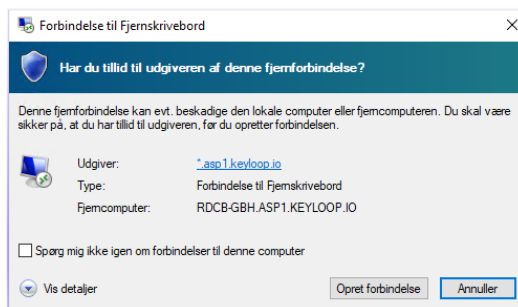 Forbindelse til Fjernskrivebord
Har du tillid til udgiveren af denne fjernforbindelse?
Denne fjernforbindelse kan evt. beskadige den lokale computer eller fjerncomputeren. Du skal være
sikker på, at du har tillid til udgiveren, før du opretter forbindelsen.
Udgiver: *.asp1.keyloop.io
Type: Forbindelse til Fjernskrivebord
Fjerncomputer: RDCB-GBH.ASP1.KEYLOOP.IO
Spørg mig ikke igen om forbindelser til denne computer
Vis detaljer Opret forbindelse Annuller